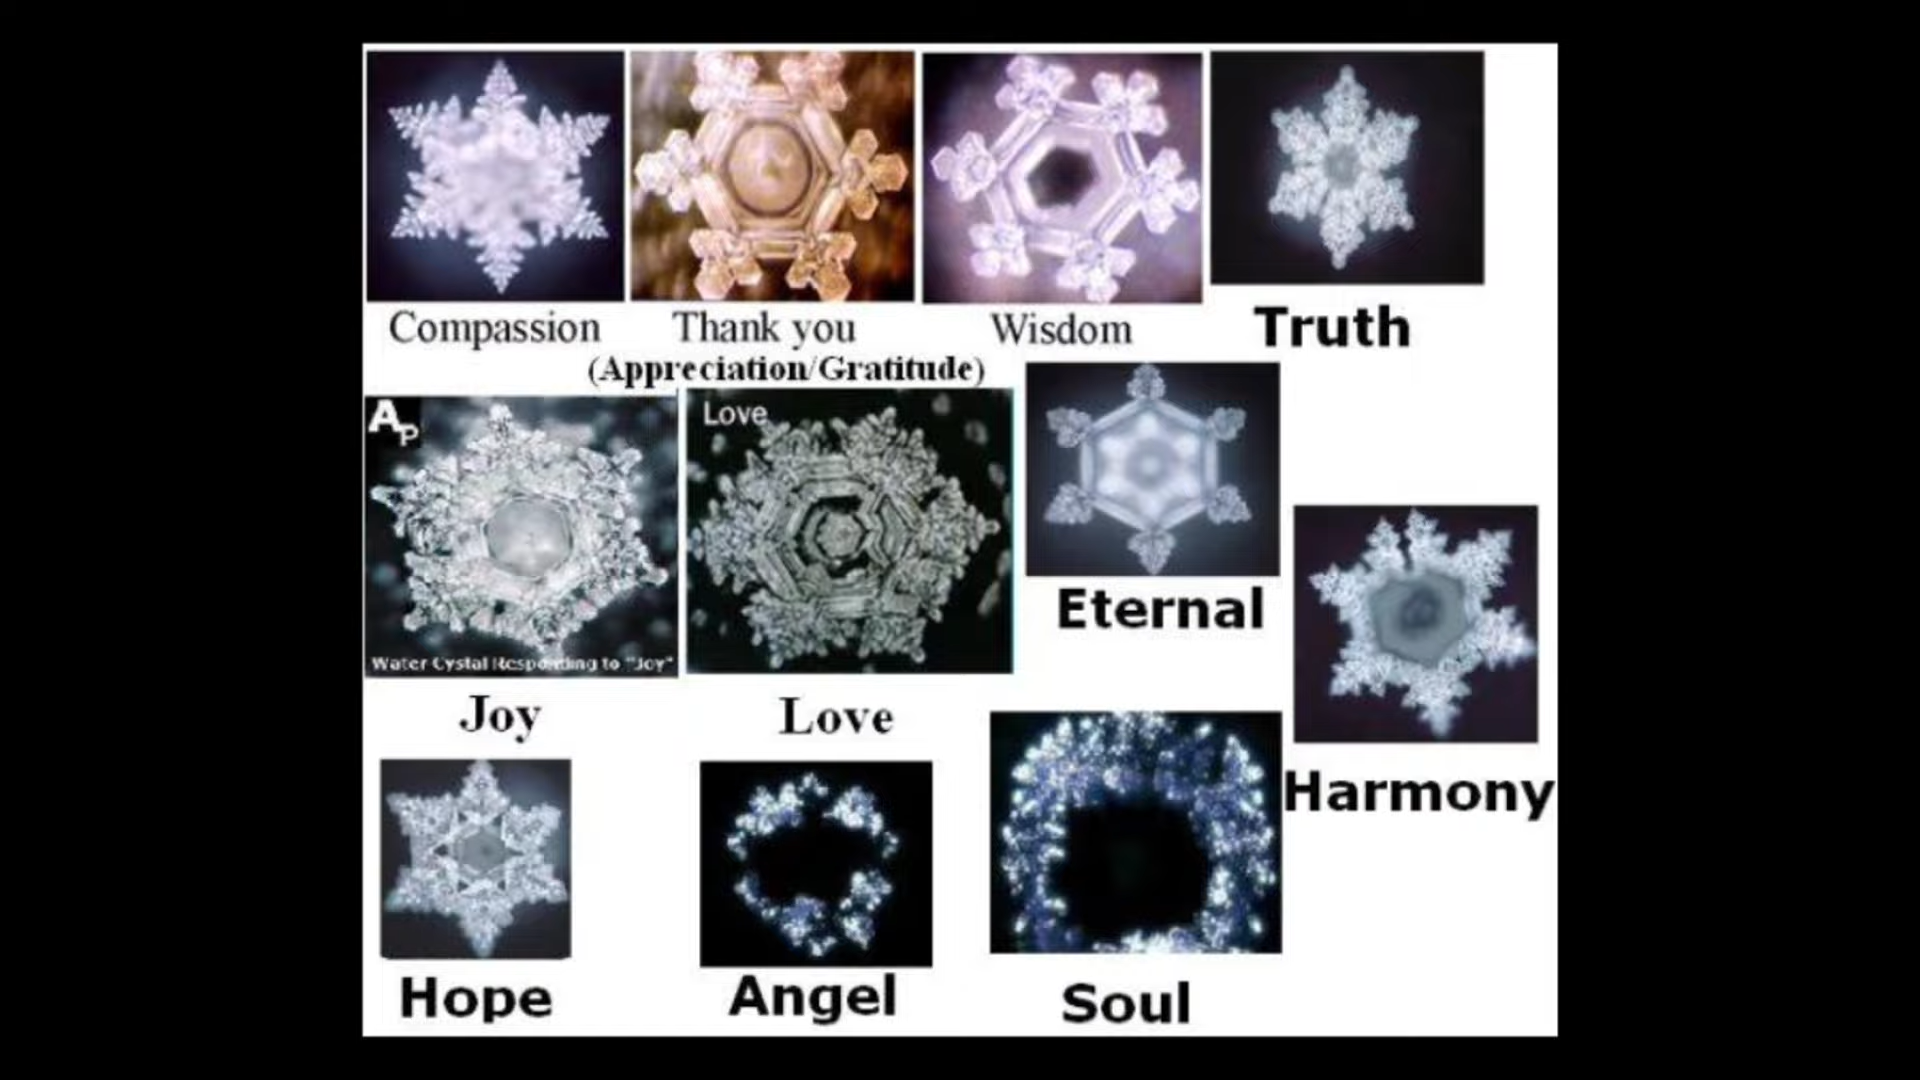 Compassion
Thank you
Wisdom
Truth
(Appreciation/Gratitude)
AP
Love
Water Cystal Responding to "Joy"
Eternal
Joy
Love
Harmony
Hope
Angel
Soul